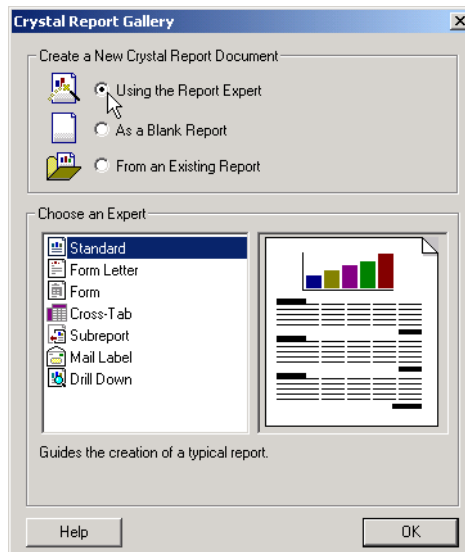 Crystal Report Gallery
Create a New Crystal Report Document
Using the Report Expert
As a Blank Report
From an Existing Report
Choose an Expert
Standard
Form Letter
Form
Cross-Tab
Subreport
Mail Label
Drill Down
Guides the creation of a typical report.
Help
OK